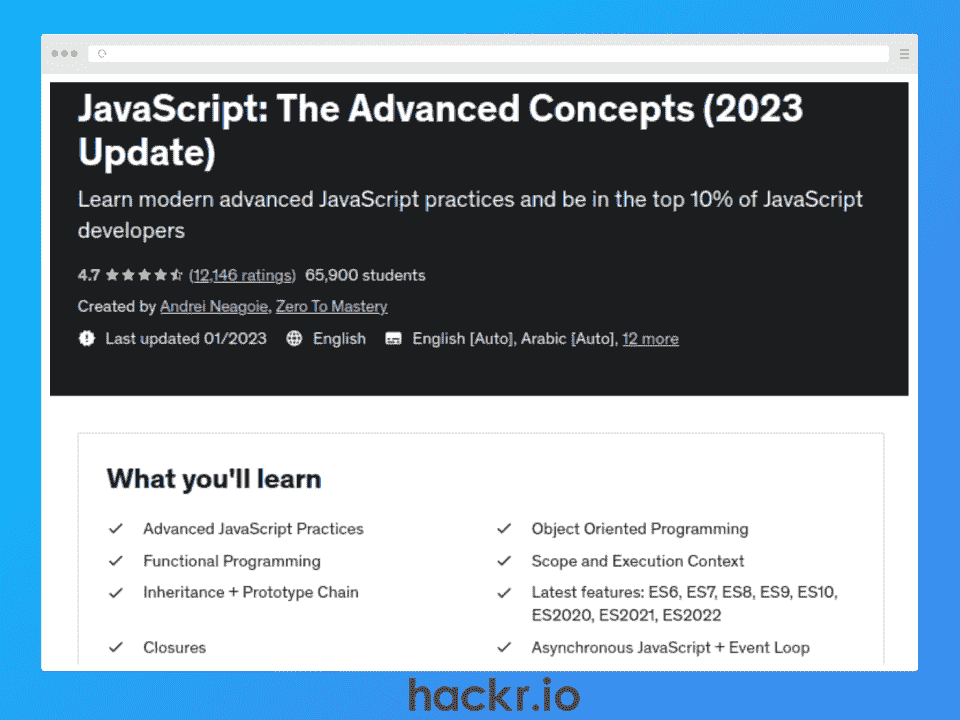 JavaScript: The Advanced Concepts (2023
Update)
Learn modern advanced JavaScript practices and be in the top 10% of JavaScript
developers
4.7 (12,146 ratings) 65,900 students
Created by Andrei Neagoie, Zero To Mastery
Last updated 01/2023 English English [Auto], Arabic [Auto], 12 more
What you'll learn
Advanced JavaScript Practices
Object Oriented Programming
Functional Programming
Scope and Execution Context
Inheritance + Prototype Chain
Latest features: ES6, ES7, ES8, ES9, ES10,
ES2020, ES2021, ES2022
Closures
Asynchronous JavaScript + Event Loop
hackr.io